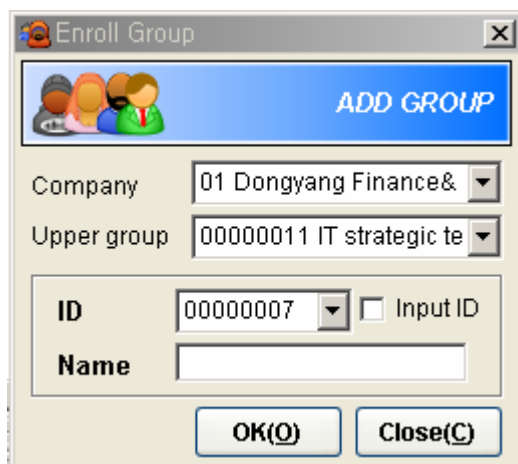 Enroll Group
ADD GROUP
Company 01 Dongyang Finance&
Upper group 00000011 IT strategic te
ID 00000007 Input ID
Name
OK(O) Close(C)